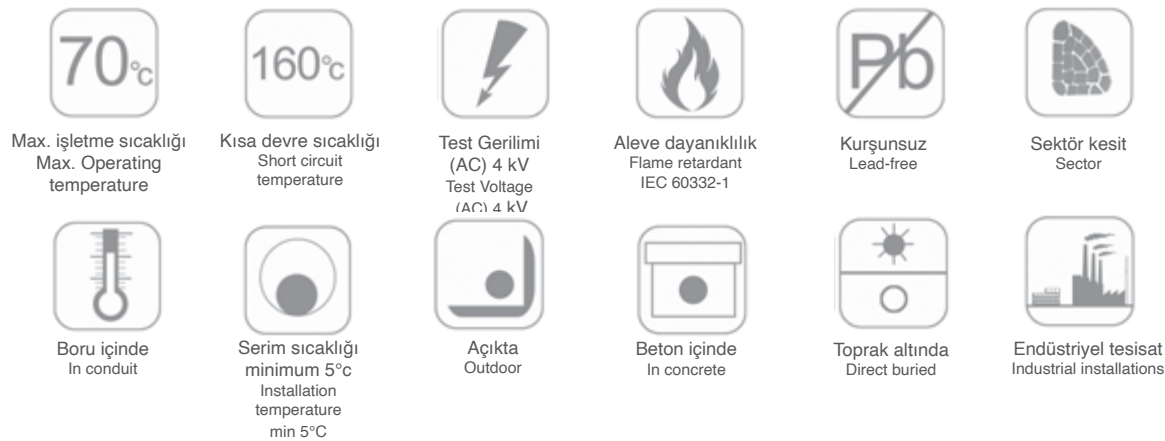 70°c
160°c
Pb
Max. işletme sıcaklığı
Max. Operating
temperature
Kısa devre sıcaklığı
Short circuit
temperature
Test Gerilimi
(AC) 4 kV
Test Voltage
(AC) 4 kV
Aleve dayanıklılık
Flame retardant
IEC 60332-1
Kurşunsuz
Lead-free
Sektör kesit
Sector
Boru içinde
In conduit
Serim sıcaklığı
minimum 5°c
Installation
temperature
min 5°C
Açıkta
Outdoor
Beton içinde
In concrete
Toprak altında
Direct buried
Endüstriyel tesisat
Industrial installations